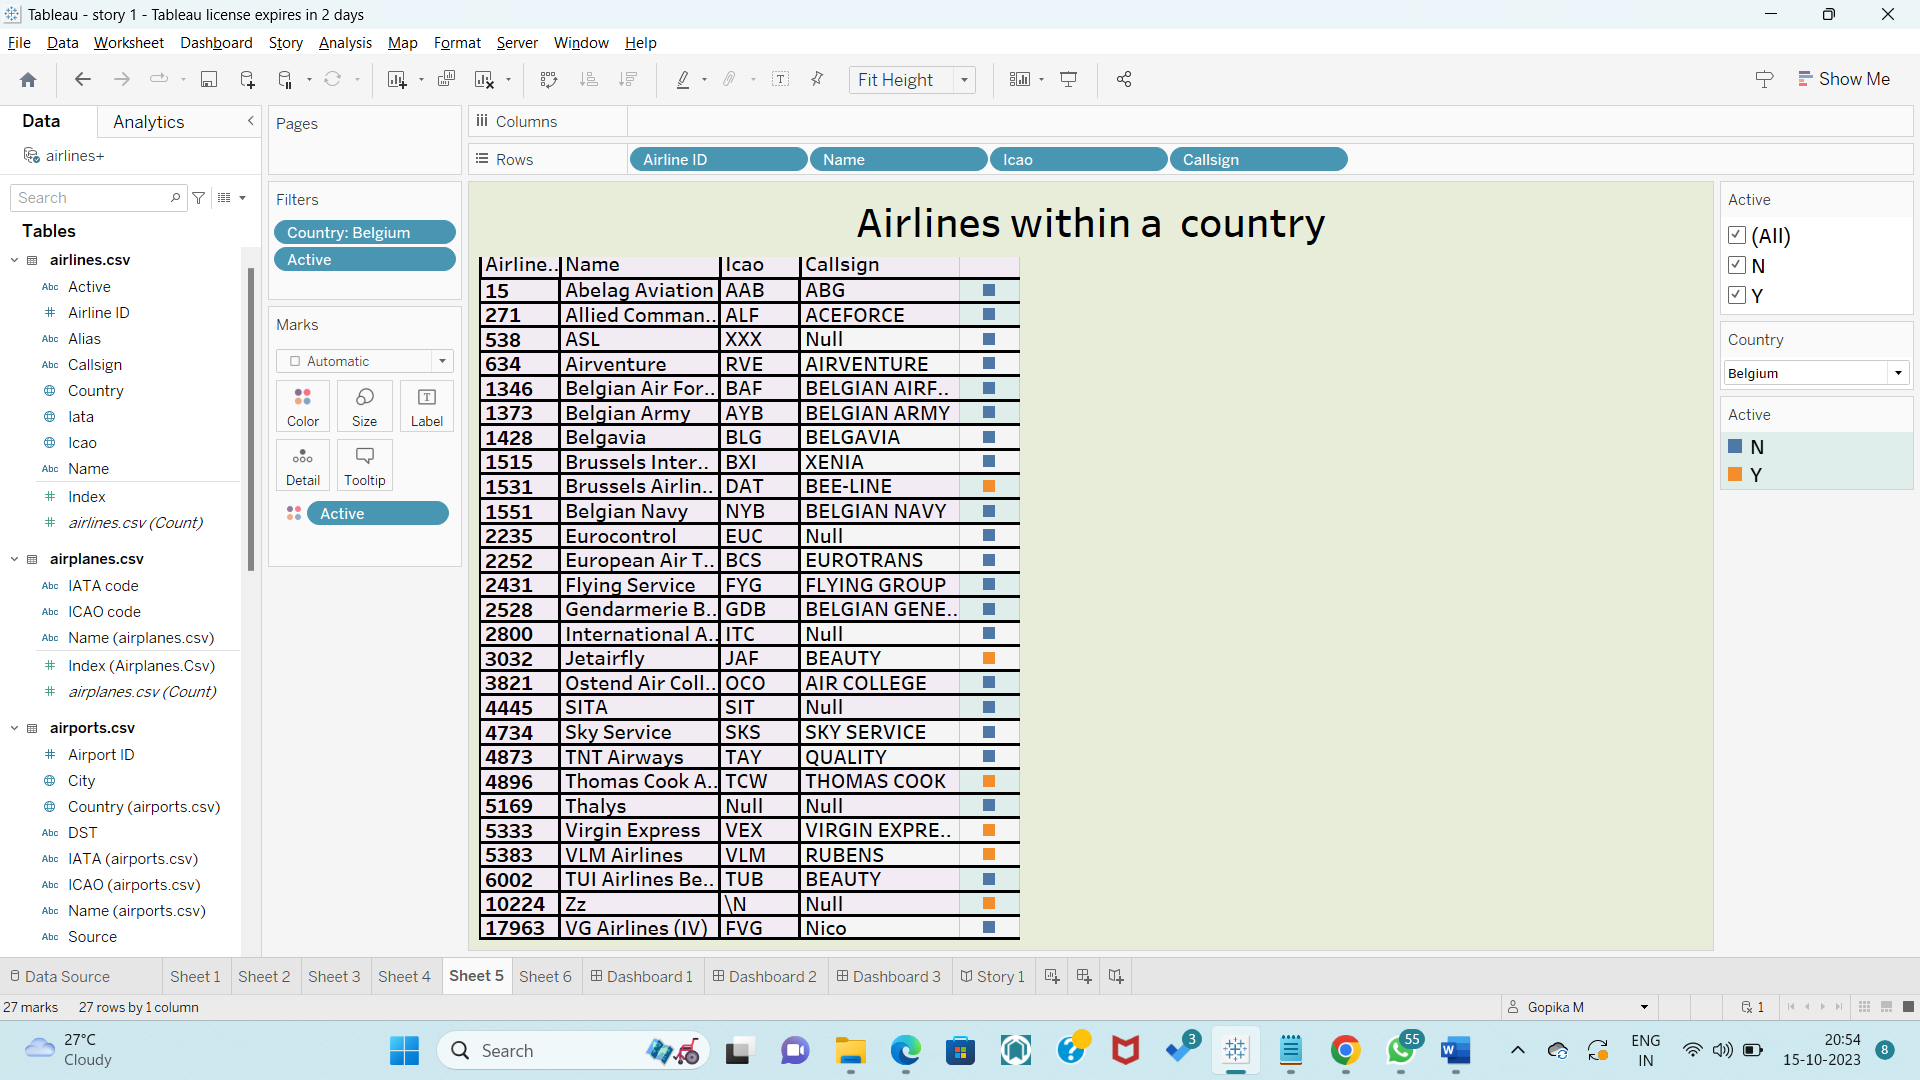 Tableau - story 1 - Tableau license expires in 2 days
File Data Worksheet Dashboard Story Analysis Map Format Server Window Help
Fit Height
Show Me
Data Analytics
airlines+
Search
Tables
airlines.csv
Abc Active
# Airline ID
Abc Alias
Abc Callsign
Country
Iata
Icao
Abc Name
# Index
# airlines.csv (Count)
airplanes.csv
Abc IATA code
Abc ICAO code
Abc Name (airplanes.csv)
# Index (Airplanes.Csv)
# airplanes.csv (Count)
airports.csv
# Airport ID
City
Country (airports.csv)
Abc DST
Abc IATA (airports.csv)
Abc ICAO (airports.csv)
Abc Name (airports.csv)
Abc Source
Pages
Filters
Country: Belgium
Active
Marks
Automatic
Color Size Label
Detail Tooltip
Active
Columns
Rows Airline ID Name Icao Callsign
Airlines within a country
Airline.. Name Icao Callsign
15 Abelag Aviation AAB ABG
271 Allied Comman.. ALF ACEFORCE
538 ASL XXX Null
634 Airventure RVE AIRVENTURE
1346 Belgian Air For.. BAF BELGIAN AIRF..
1373 Belgian Army AYB BELGIAN ARMY
1428 Belgavia BLG BELGAVIA
1515 Brussels Inter.. BXI XENIA
1531 Brussels Airlin.. DAT BEE-LINE
1551 Belgian Navy NYB BELGIAN NAVY
2235 Eurocontrol EUC Null
2252 European Air T.. BCS EUROTRANS
2431 Flying Service FYG FLYING GROUP
2528 Gendarmerie B.. GDB BELGIAN GENE..
2800 International A.. ITC Null
3032 Jetairfly JAF BEAUTY
3821 Ostend Air Coll.. OCO AIR COLLEGE
4445 SITA SIT Null
4734 Sky Service SKS SKY SERVICE
4873 TNT Airways TAY QUALITY
4896 Thomas Cook A.. TCW THOMAS COOK
5169 Thalys Null Null
5333 Virgin Express VEX VIRGIN EXPRE..
5383 VLM Airlines VLM RUBENS
6002 TUI Airlines Be.. TUB BEAUTY
10224 Zz \N Null
17963 VG Airlines (IV) FVG Nico
Active
(All)
N
Y
Country
Belgium
Active
N
Y
Data Source Sheet 1 Sheet 2 Sheet 3 Sheet 4 Sheet 5 Sheet 6 Dashboard 1 Dashboard 2 Dashboard 3 Story 1
27 marks 27 rows by 1 column Gopika M 1
27°C
Cloudy
Search
3
55
ENG
IN
20:54
15-10-2023
8